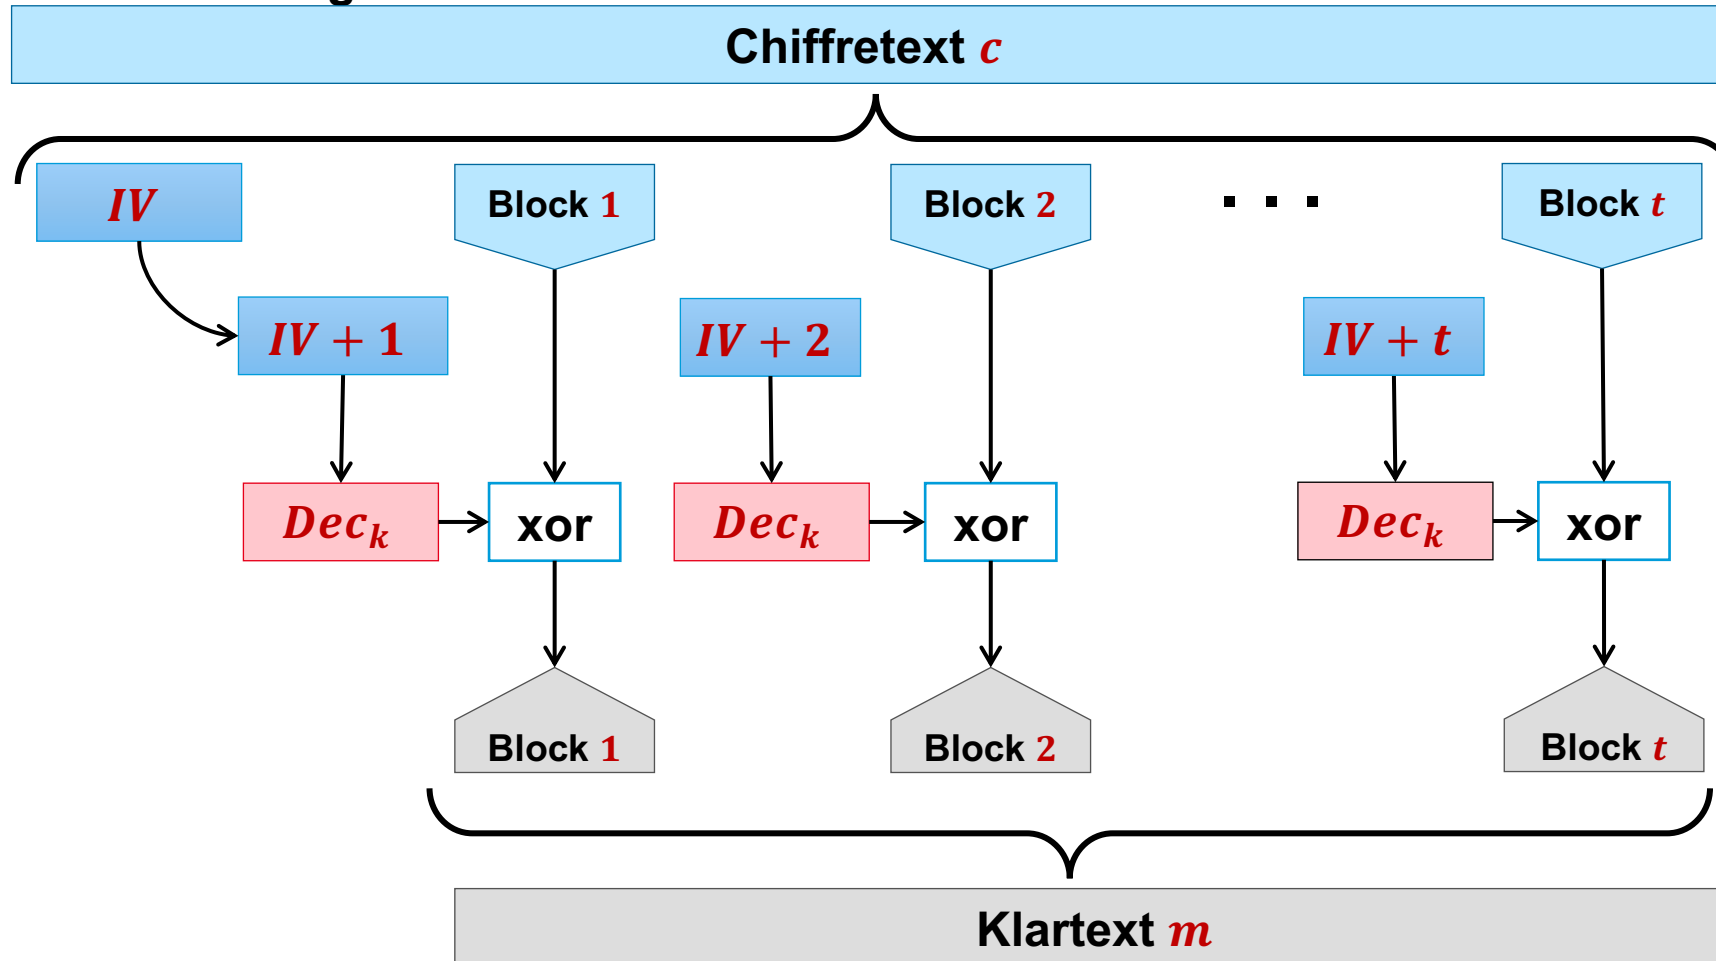 Chiffretext c
IV
Block 1
Block 2
. . .
Block t
IV + 1
IV + 2
IV + t
Dec_k
xor
Dec_k
xor
Dec_k
xor
Block 1
Block 2
Block t
Klartext m